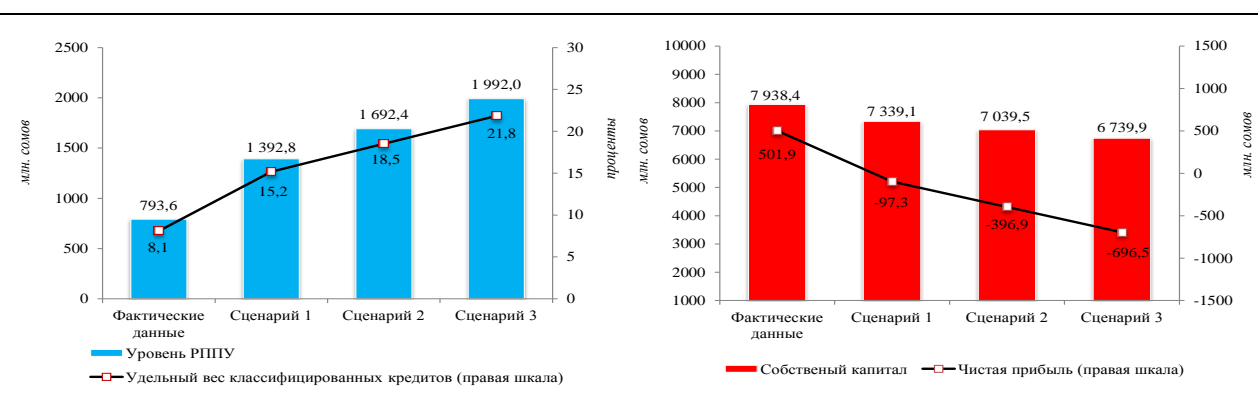 2500
2000
1500
1000
500
0
млн. сомов
30
25
20
15
10
5
0
проценты
793,6
1 392,8
1 692,4
1 992,0
8,1
15,2
18,5
21,8
Фактические
данные
Сценарий 1
Сценарий 2
Сценарий 3
Уровень РППУ
Удельный вес классифицированных кредитов (правая шкала)
10000
9000
8000
7000
6000
5000
4000
3000
2000
1000
млн. сомов
1500
1000
500
0
-500
-1000
-1500
млн. сомов
7 938,4
7 339,1
7 039,5
6 739,9
501,9
-97,3
-396,9
-696,5
Фактические
данные
Сценарий 1
Сценарий 2
Сценарий 3
Собственый капитал
Чистая прибыль (правая шкала)